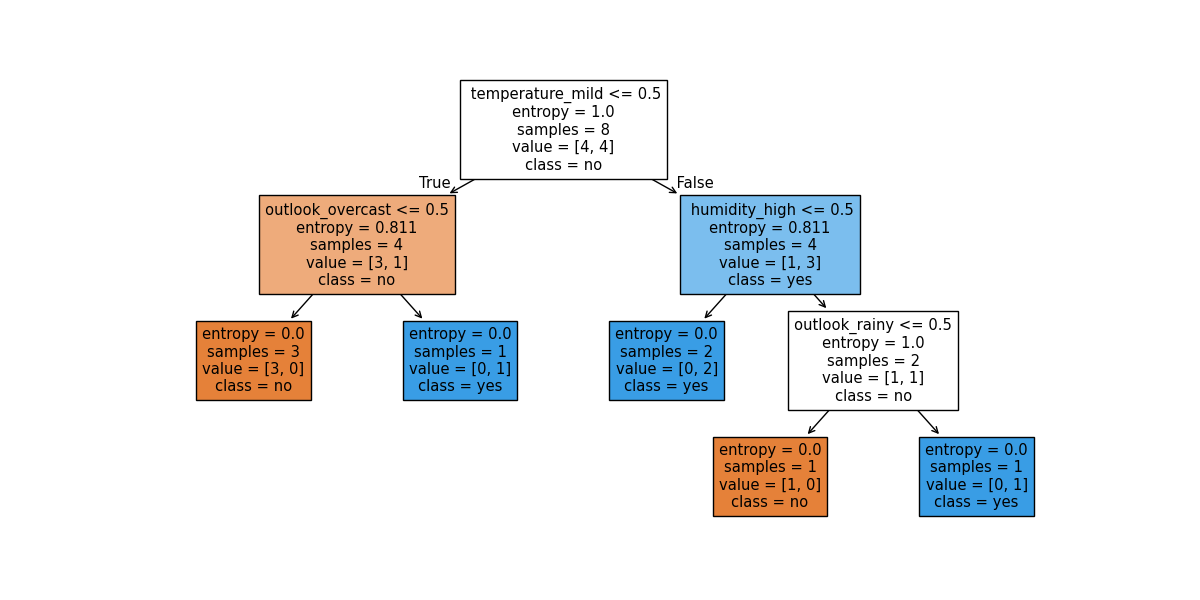 temperature_mild <= 0.5
entropy = 1.0
samples = 8
value = [4, 4]
class = no
True
False
outlook_overcast <= 0.5
entropy = 0.811
samples = 4
value = [3, 1]
class = no
humidity_high <= 0.5
entropy = 0.811
samples = 4
value = [1, 3]
class = yes
entropy = 0.0
samples = 3
value = [3, 0]
class = no
entropy = 0.0
samples = 1
value = [0, 1]
class = yes
entropy = 0.0
samples = 2
value = [0, 2]
class = yes
outlook_rainy <= 0.5
entropy = 1.0
samples = 2
value = [1, 1]
class = no
entropy = 0.0
samples = 1
value = [1, 0]
class = no
entropy = 0.0
samples = 1
value = [0, 1]
class = yes